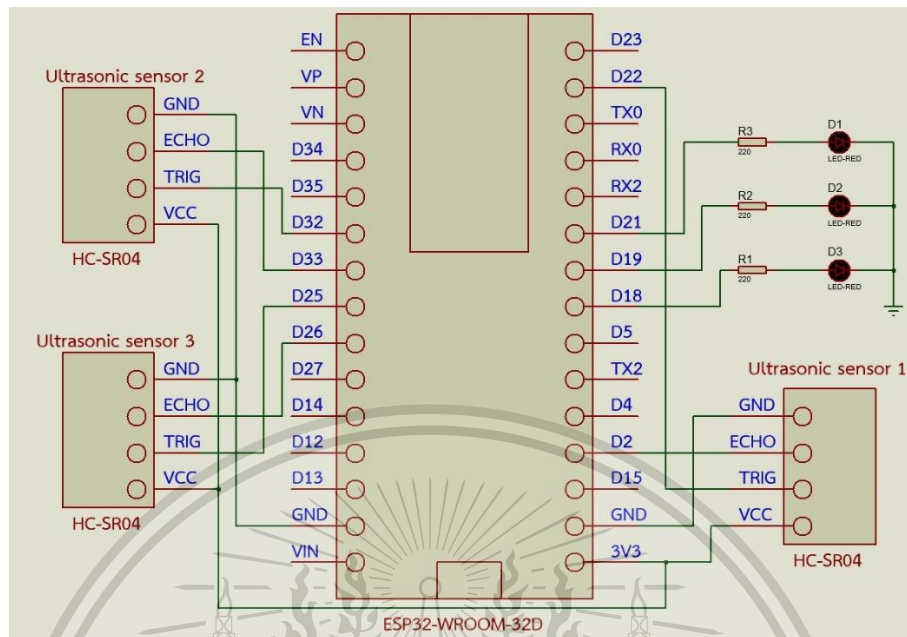 Ultrasonic sensor 2
GND
ECHO
TRIG
VCC
HC-SR04
Ultrasonic sensor 3
GND
ECHO
TRIG
VCC
HC-SR04
EN
VP
VN
D34
D35
D32
D33
D25
D26
D27
D14
D12
D13
GND
VIN
D23
D22
TX0
RX0
RX2
D21
D19
D18
D5
TX2
D4
D2
D15
GND
3V3
ESP32-WROOM-32D
R3
220
D1
LED-RED
R2
220
D2
LED-RED
R1
220
D3
LED-RED
Ultrasonic sensor 1
GND
ECHO
TRIG
VCC
HC-SR04